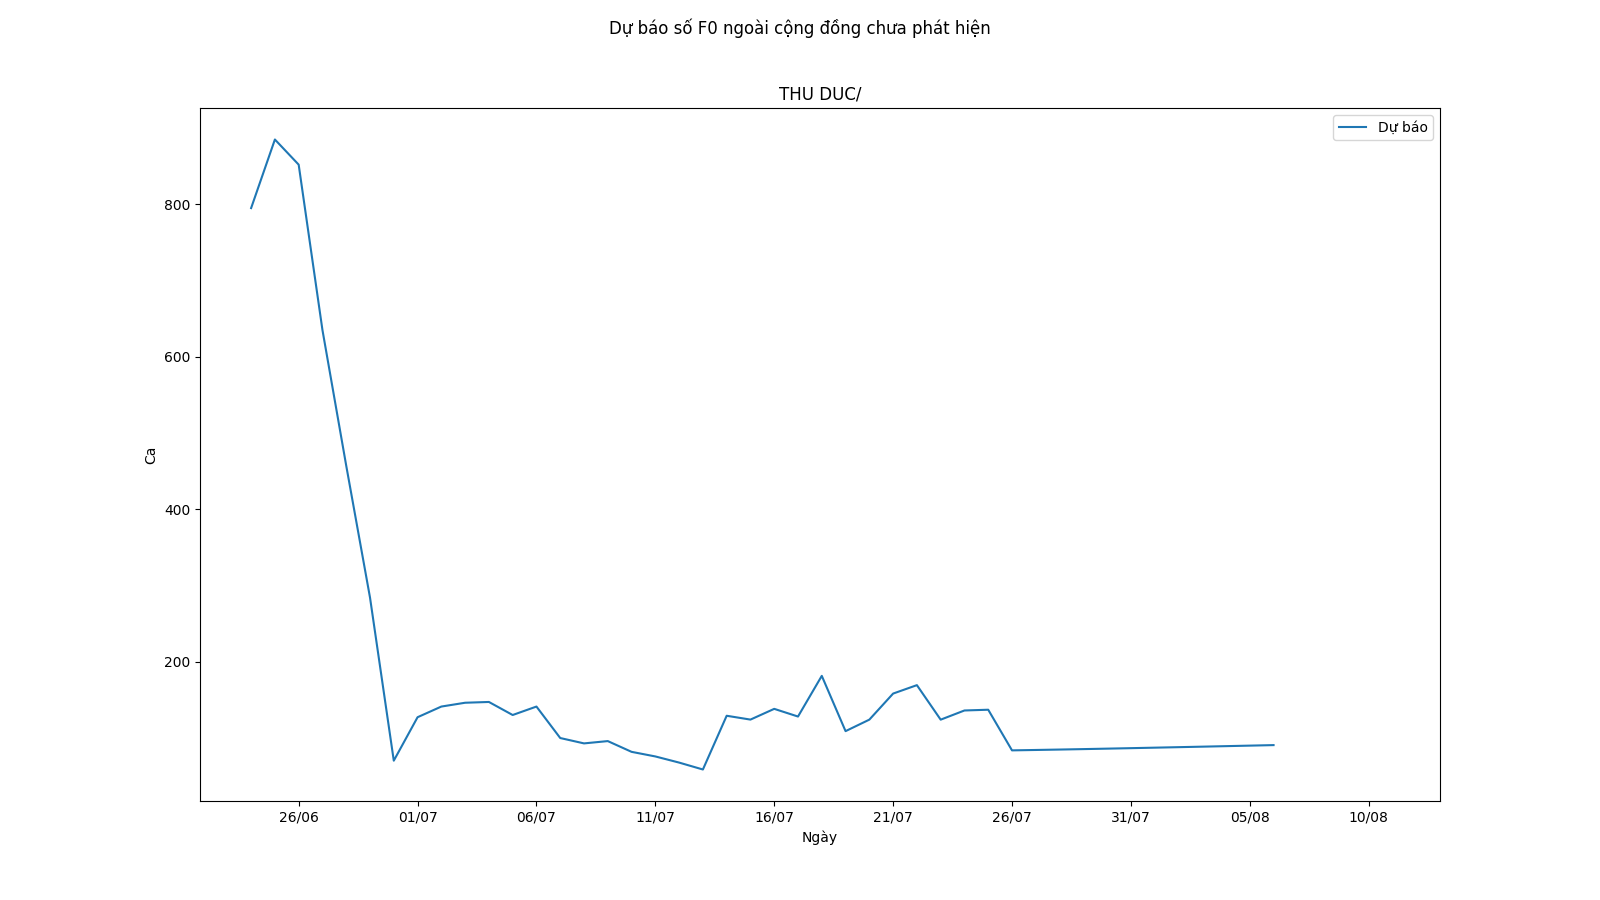 Dự báo số F0 ngoài cộng đồng chưa phát hiện
THU DUC/
Dự báo
800
600
400
200
Ca
26/06 01/07 06/07 11/07 16/07 21/07 26/07 31/07 05/08 10/08
Ngày